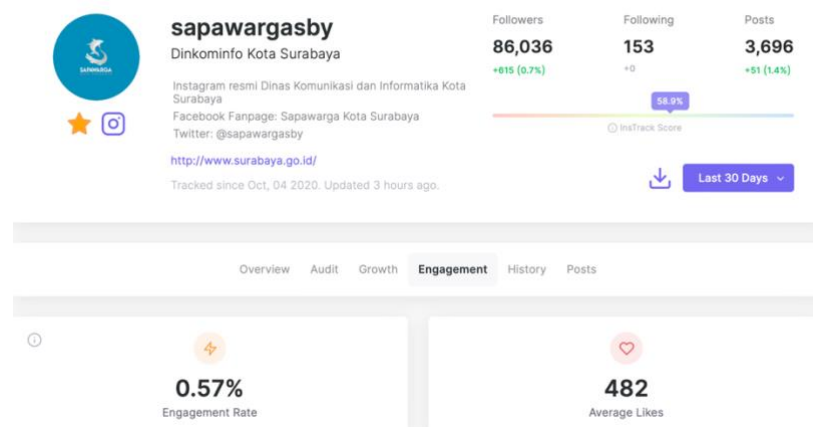 sapawargasby
Dinkominfo Kota Surabaya
Instagram resmi Dinas Komunikasi dan Informatika Kota
Surabaya
Facebook Fanpage: Sapawarga Kota Surabaya
Twitter: @sapawargasby
http://www.surabaya.go.id/
Tracked since Oct, 04 2020. Updated 3 hours ago.
SAPAWARGA
Followers Following Posts
86,036 153 3,696
+615 (0.7%) +0 +51 (1.4%)
58.9%
InsTrack Score
Last 30 Days
Overview Audit Growth Engagement History Posts
0.57%
Engagement Rate
482
Average Likes